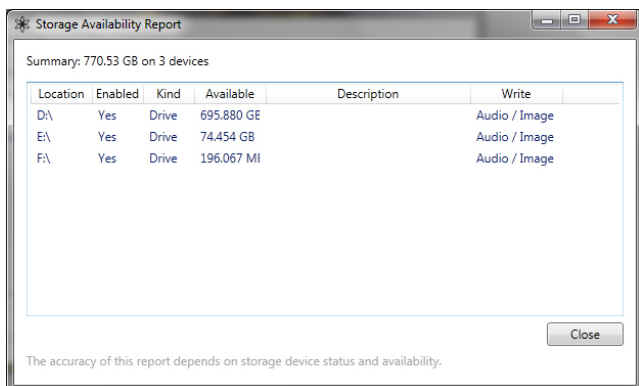 Storage Availability Report
Summary: 770.53 GB on 3 devices
Location Enabled Kind Available Description Write
D:\ Yes Drive 695.880 GE Audio / Image
E:\ Yes Drive 74.454 GB Audio / Image
F:\ Yes Drive 196.067 MI Audio / Image
Close
The accuracy of this report depends on storage device status and availability.